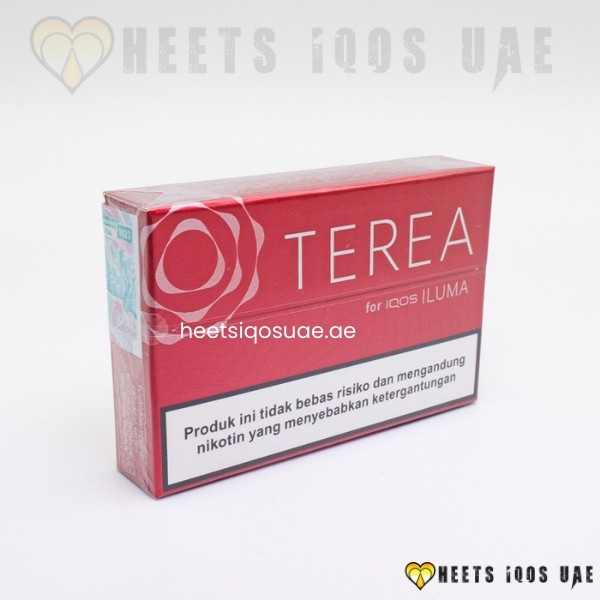 HEETS iQOS UAE
TEREA
for IQOS ILUMA
heetsiqosuae.ae
Produk ini tidak bebas risiko dan mengandung
nikotin yang menyebabkan ketergantungan
HEETS iQOS UAE